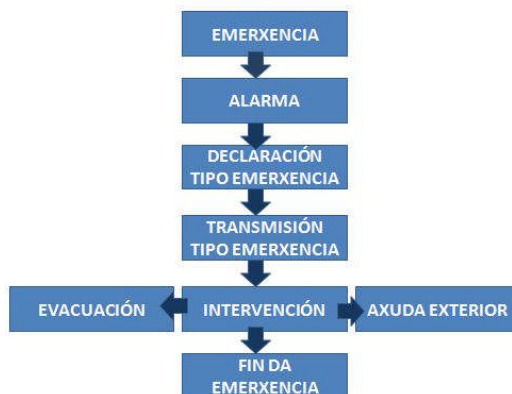 EMERXENCIA
ALARMA
DECLARACIÓN
TIPO EMERXENCIA
TRANSMISIÓN
TIPO EMERXENCIA
EVACUACIÓN
INTERVENCIÓN
AXUDA EXTERIOR
FIN DA
EMERXENCIA